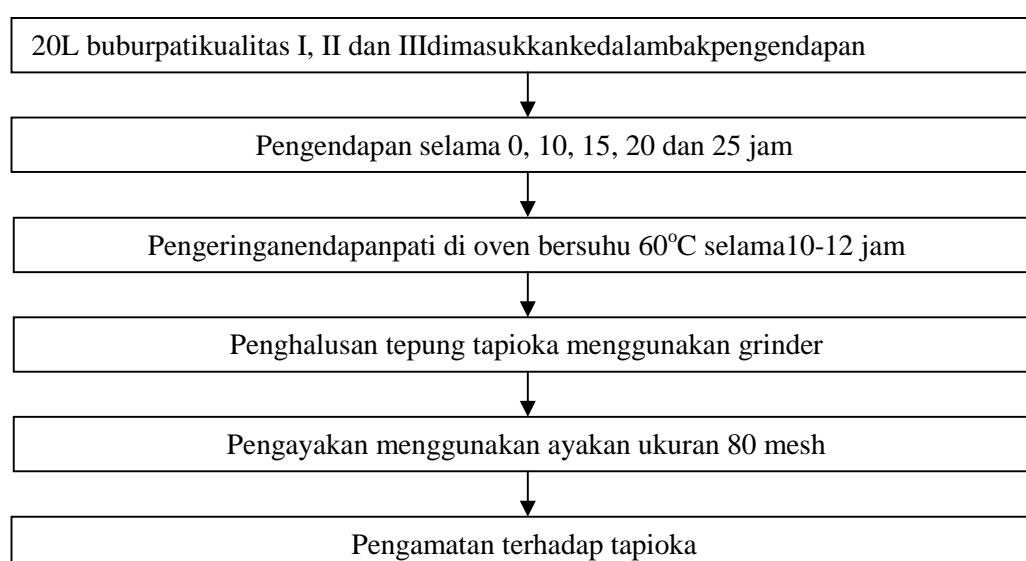 20L buburpatikualitas I, II dan IIIdimasukkankedalambakpengendapan
Pengendapan selama 0, 10, 15, 20 dan 25 jam
Pengeringanendapanpati di oven bersuhu 60°C selama10-12 jam
Penghalusan tepung tapioka menggunakan grinder
Pengayakan menggunakan ayakan ukuran 80 mesh
Pengamatan terhadap tapioka